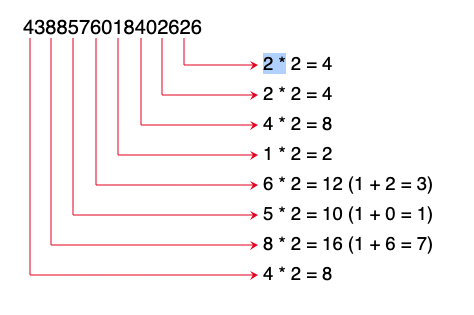 4388576018402626
2 * 2 = 4
2 * 2 = 4
4 * 2 = 8
1 * 2 = 2
6 * 2 = 12 (1 + 2 = 3)
5 * 2 = 10 (1 + 0 = 1)
8 * 2 = 16 (1 + 6 = 7)
4 * 2 = 8